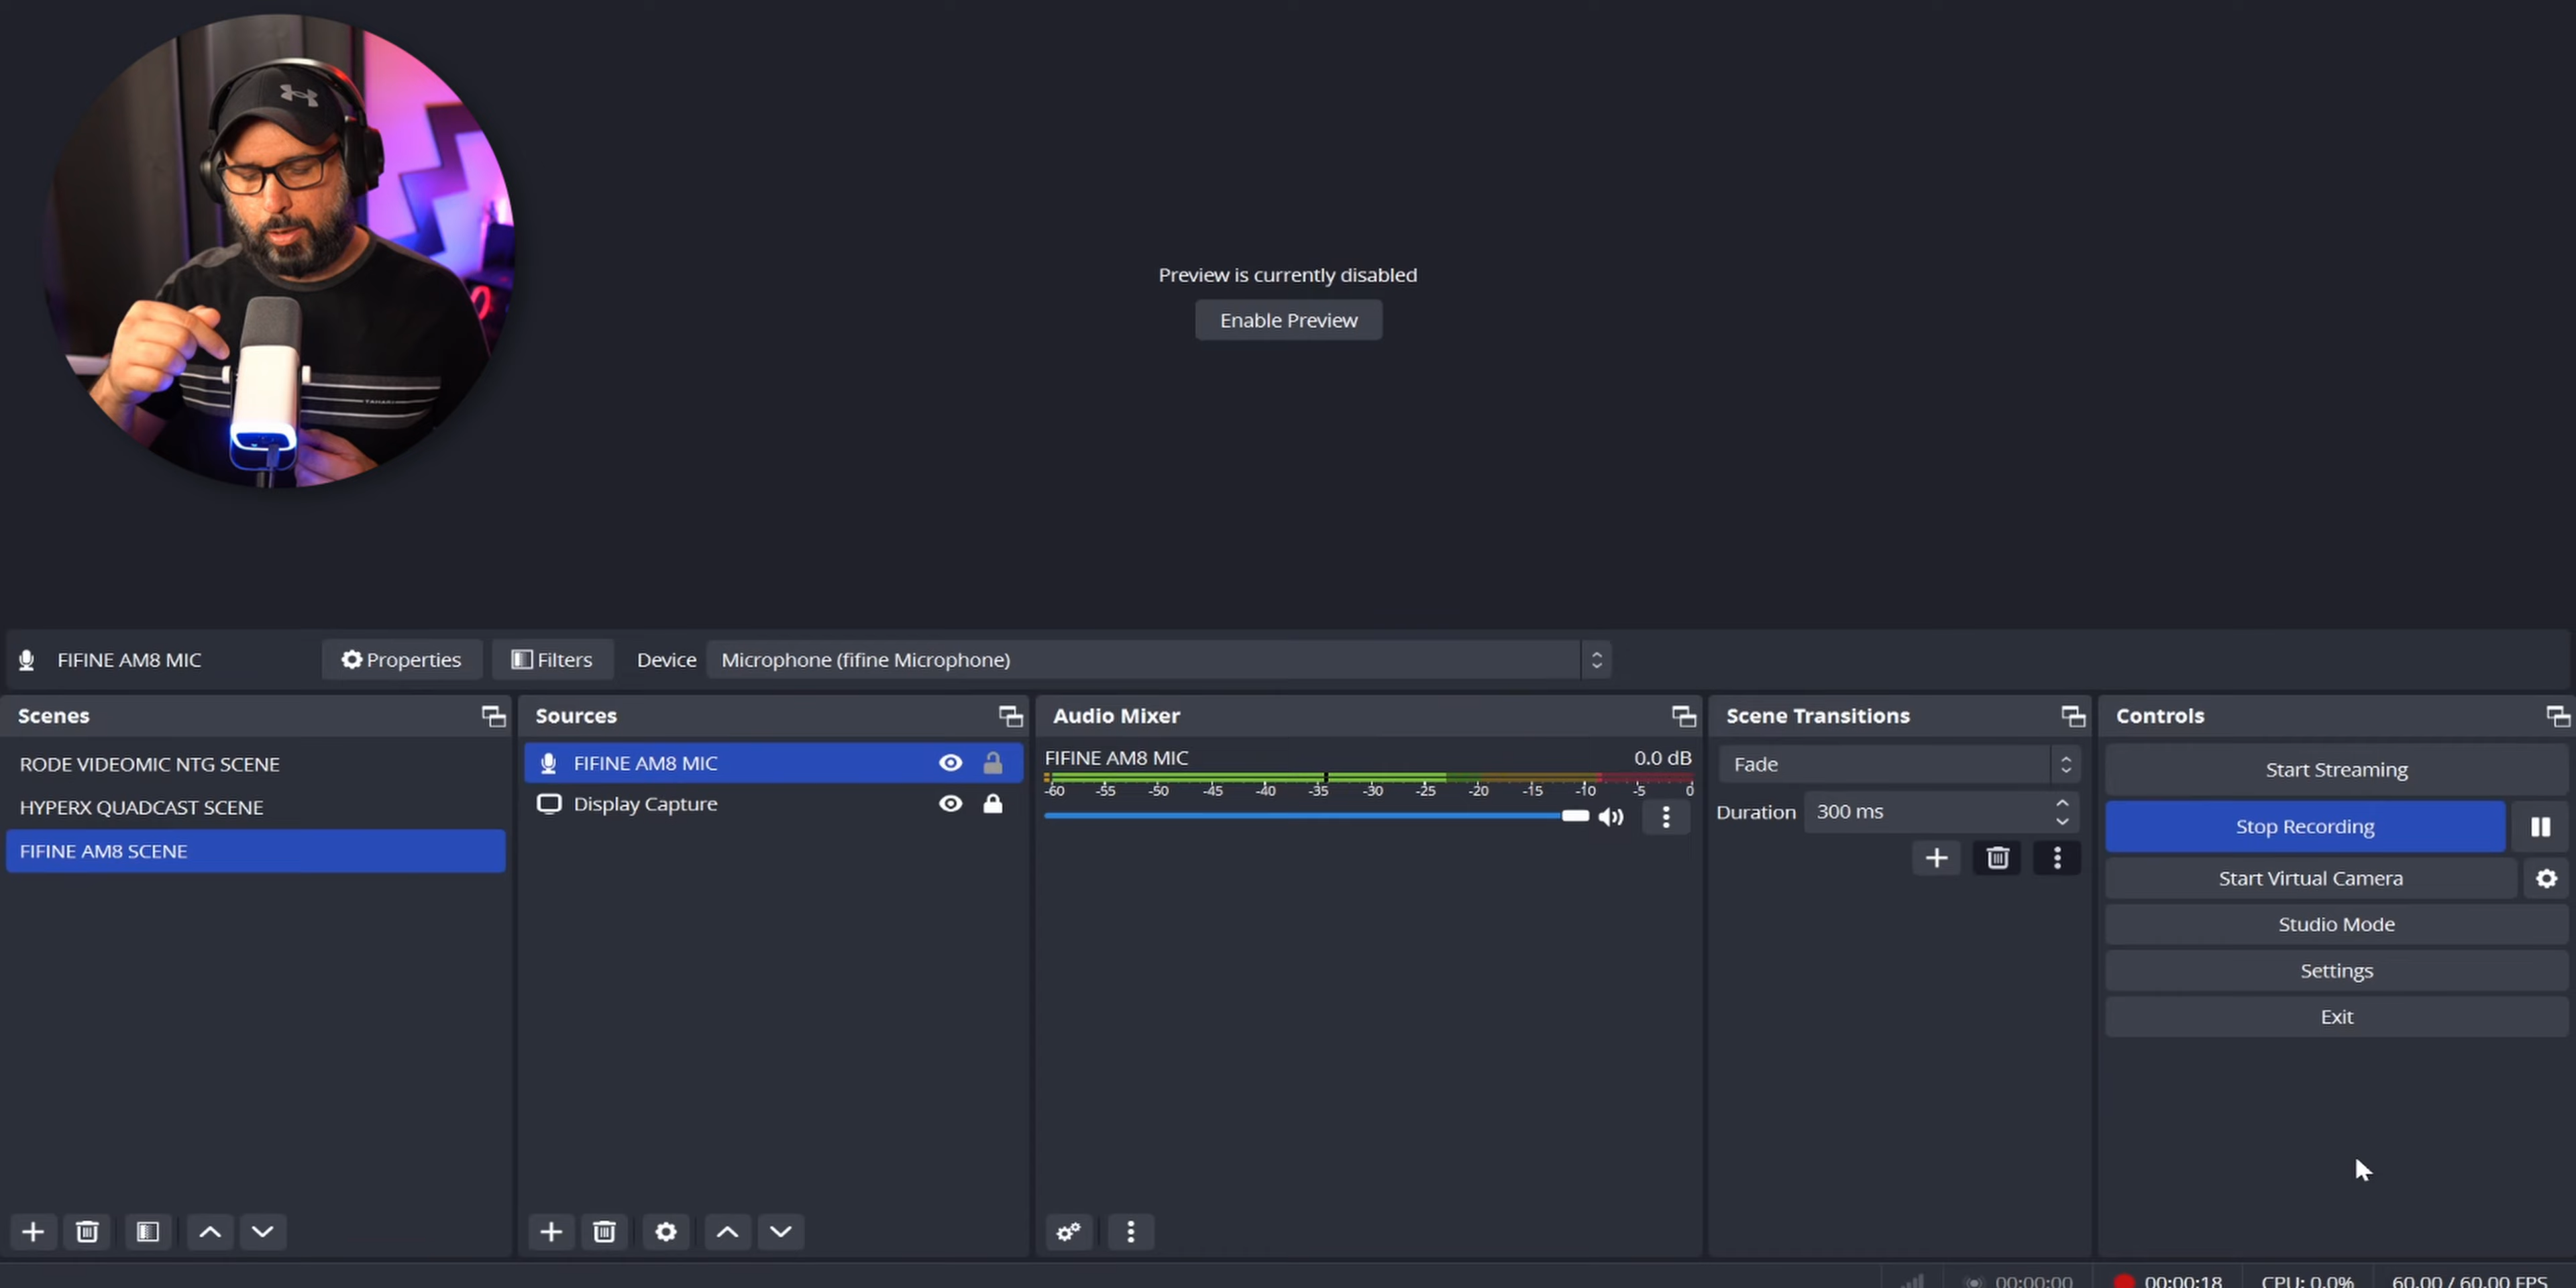 Preview is currently disabled
Enable Preview
FIFINE AM8 MIC
Properties
Filters
Device
Microphone (fifine Microphone)
Scenes
RODE VIDEOMIC NTG SCENE
HYPERX QUADCAST SCENE
FIFINE AM8 SCENE
Sources
FIFINE AM8 MIC
Display Capture
Audio Mixer
FIFINE AM8 MIC
0.0 dB
-60 -55 -50 -45 -40 -35 -30 -25 -20 -15 -10 -5 0
Scene Transitions
Fade
Duration
300 ms
Controls
Start Streaming
Stop Recording
Start Virtual Camera
Studio Mode
Settings
Exit
00:00:00
00:00:18
CPU: 0.0%
60.00 / 60.00 FPS